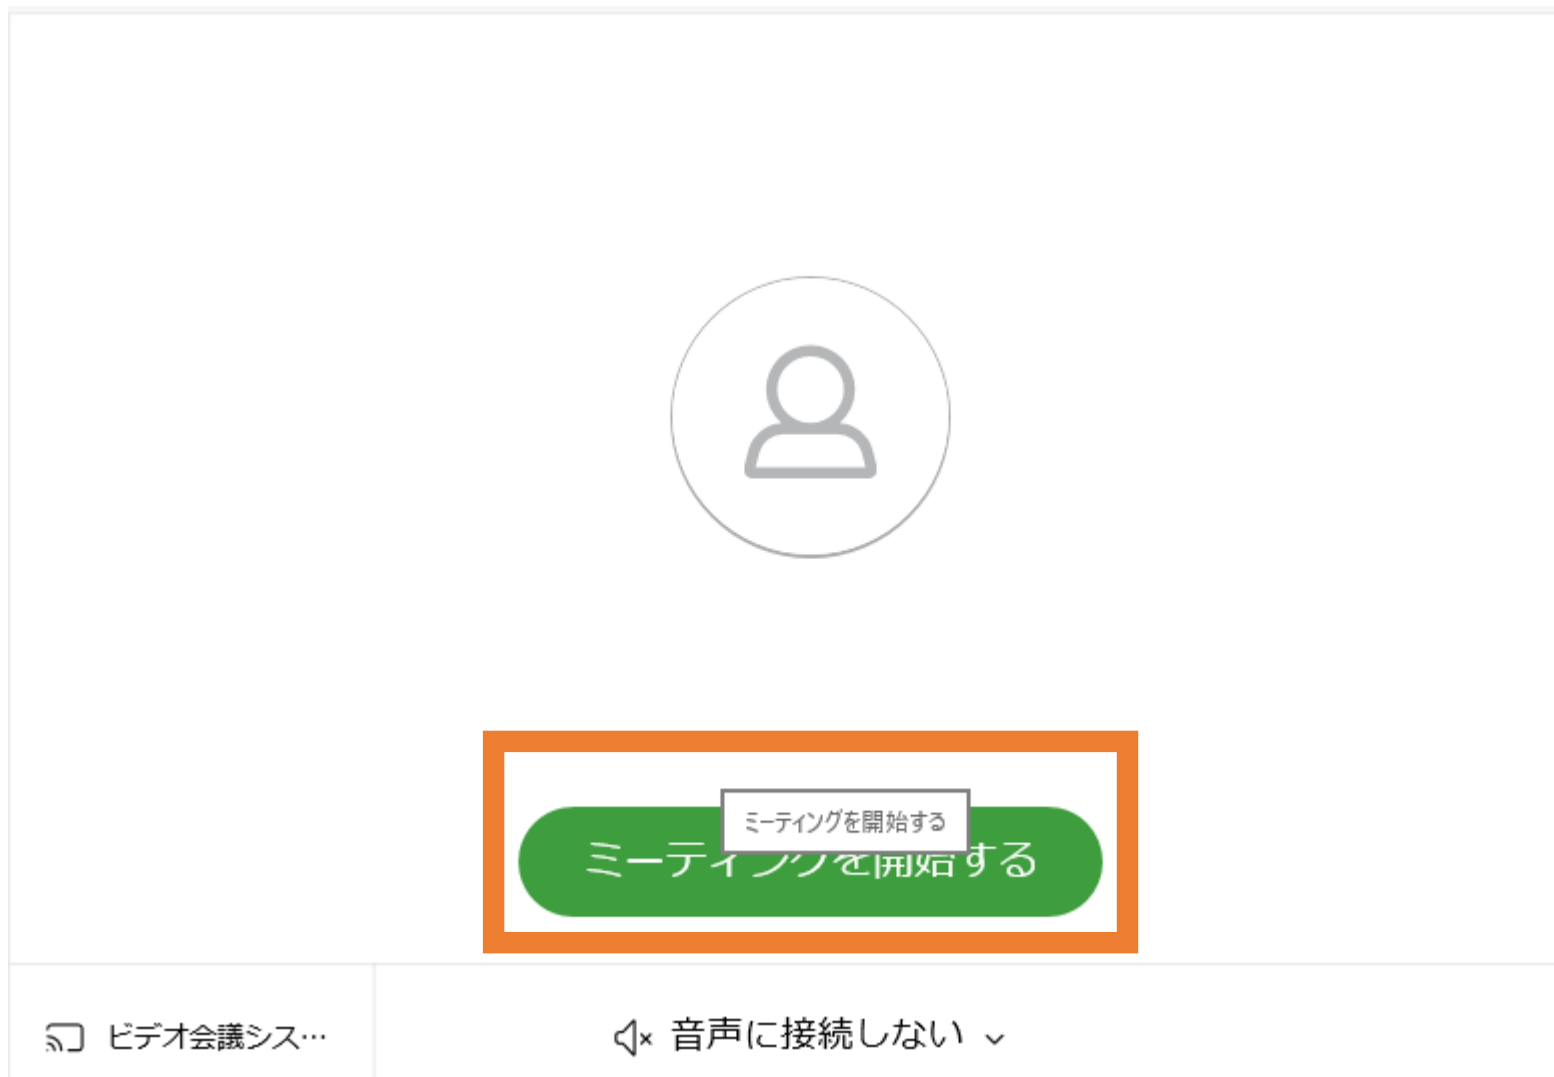 ミーティングを開始する
ミーティングを開始する
ビデオ会議シス…
音声に接続しない